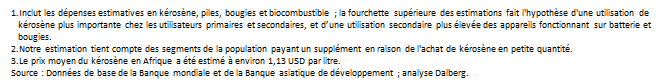 1.Inclut les dépenses estimatives en kérosène, piles, bougies et biocombustible ; la fourchette supérieure des estimations fait l'hypothèse d'une utilisation de
kérosène plus importante chez les utilisateurs primaires et secondaires, et d'une utilisation secondaire plus élevée des appareils fonctionnant sur batterie et
bougies.
2.Notre estimation tient compte des segments de la population payant un supplément en raison de l'achat de kérosène en petite quantité.
3.Le prix moyen du kérosène en Afrique a été estimé à environ 1,13 USD par litre.
Source : Données de base de la Banque mondiale et de la Banque asiatique de développement ; analyse Dalberg.